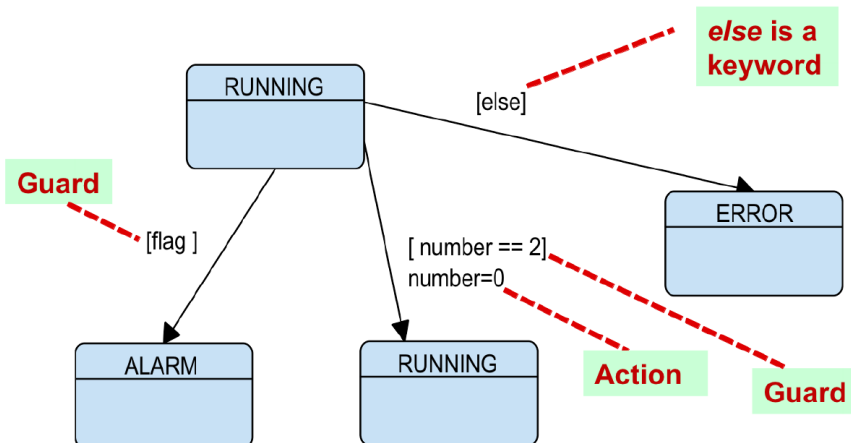 else is a
keyword
RUNNING
[else]
Guard
ERROR
[flag ]
[ number == 2]
number=0
ALARM
RUNNING
Action
Guard